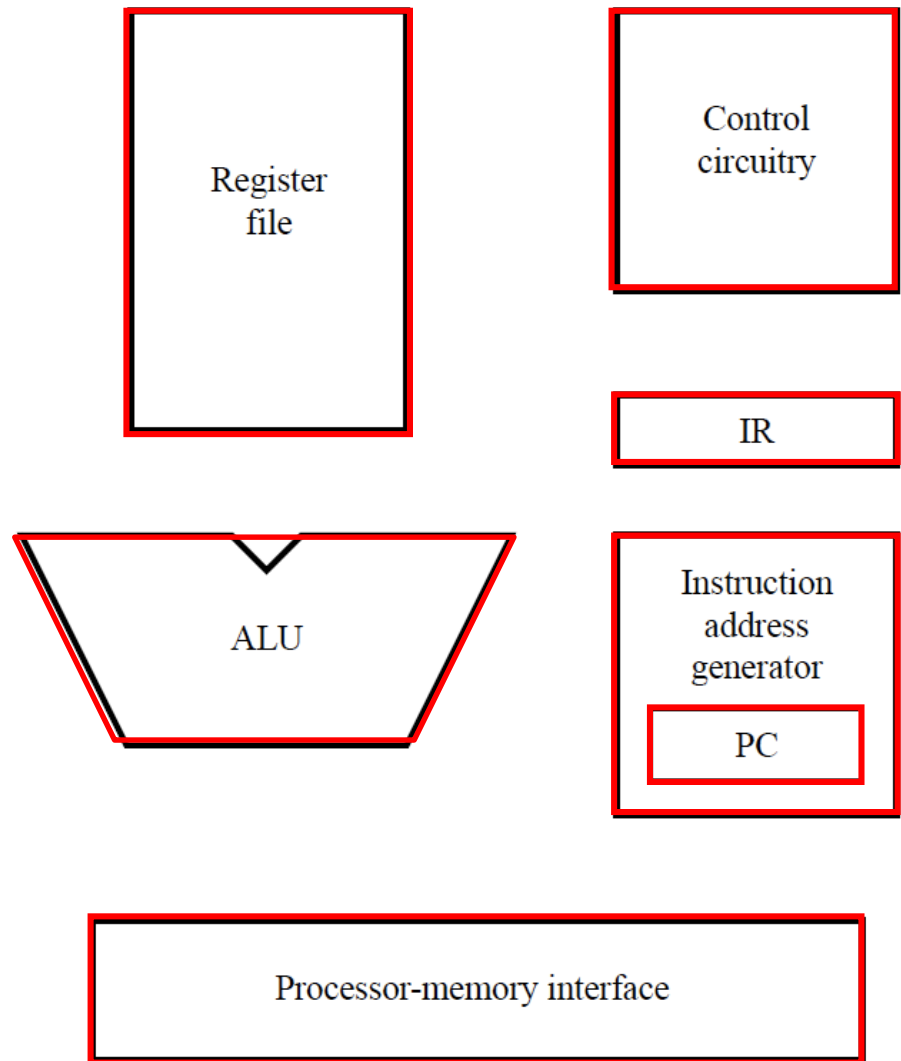 Register
file
Control
circuitry
IR
ALU
Instruction
address
generator
PC
Processor-memory interface